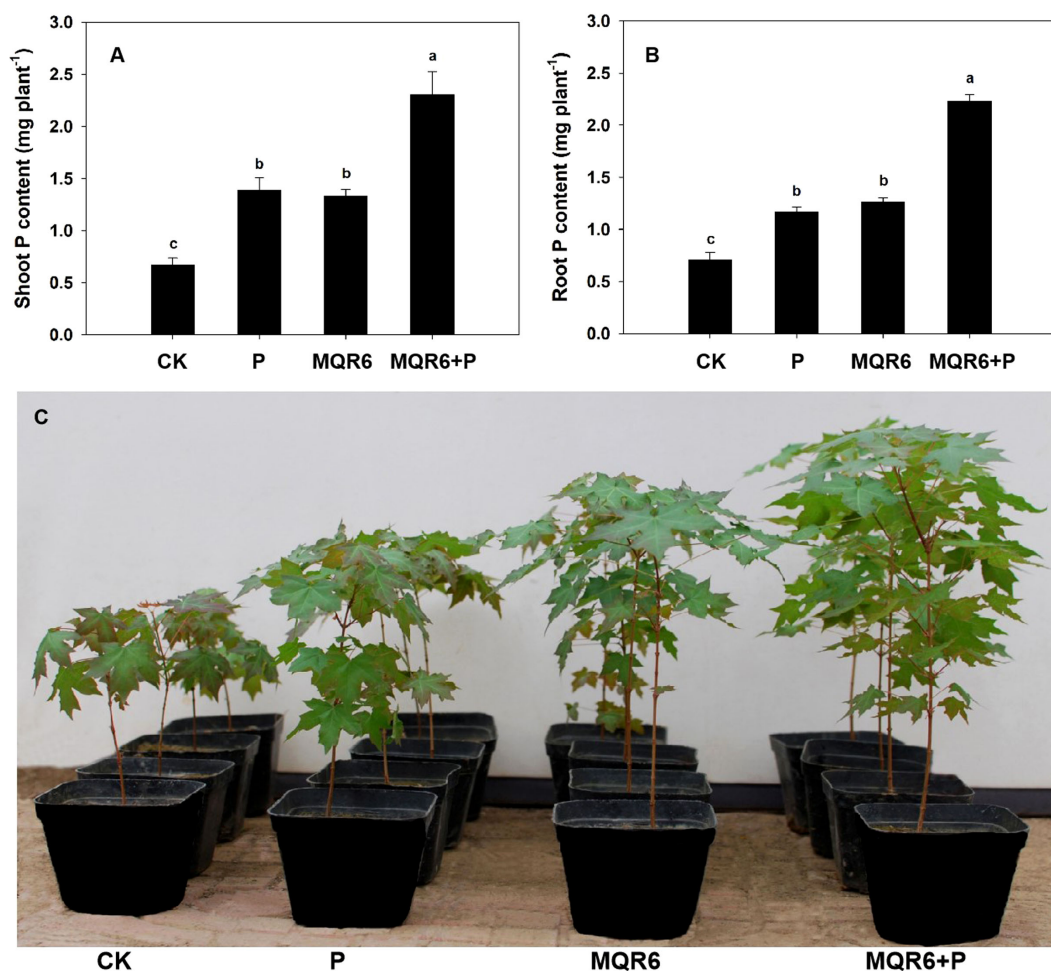 A
Shoot P content (mg plant⁻¹)
3.0
2.5
2.0
1.5
1.0
0.5
0.0
c
b
b
a
CK P MQR6 MQR6+P
B
Root P content (mg plant⁻¹)
3.0
2.5
2.0
1.5
1.0
0.5
0.0
c
b
b
a
CK P MQR6 MQR6+P
C
CK P MQR6 MQR6+P